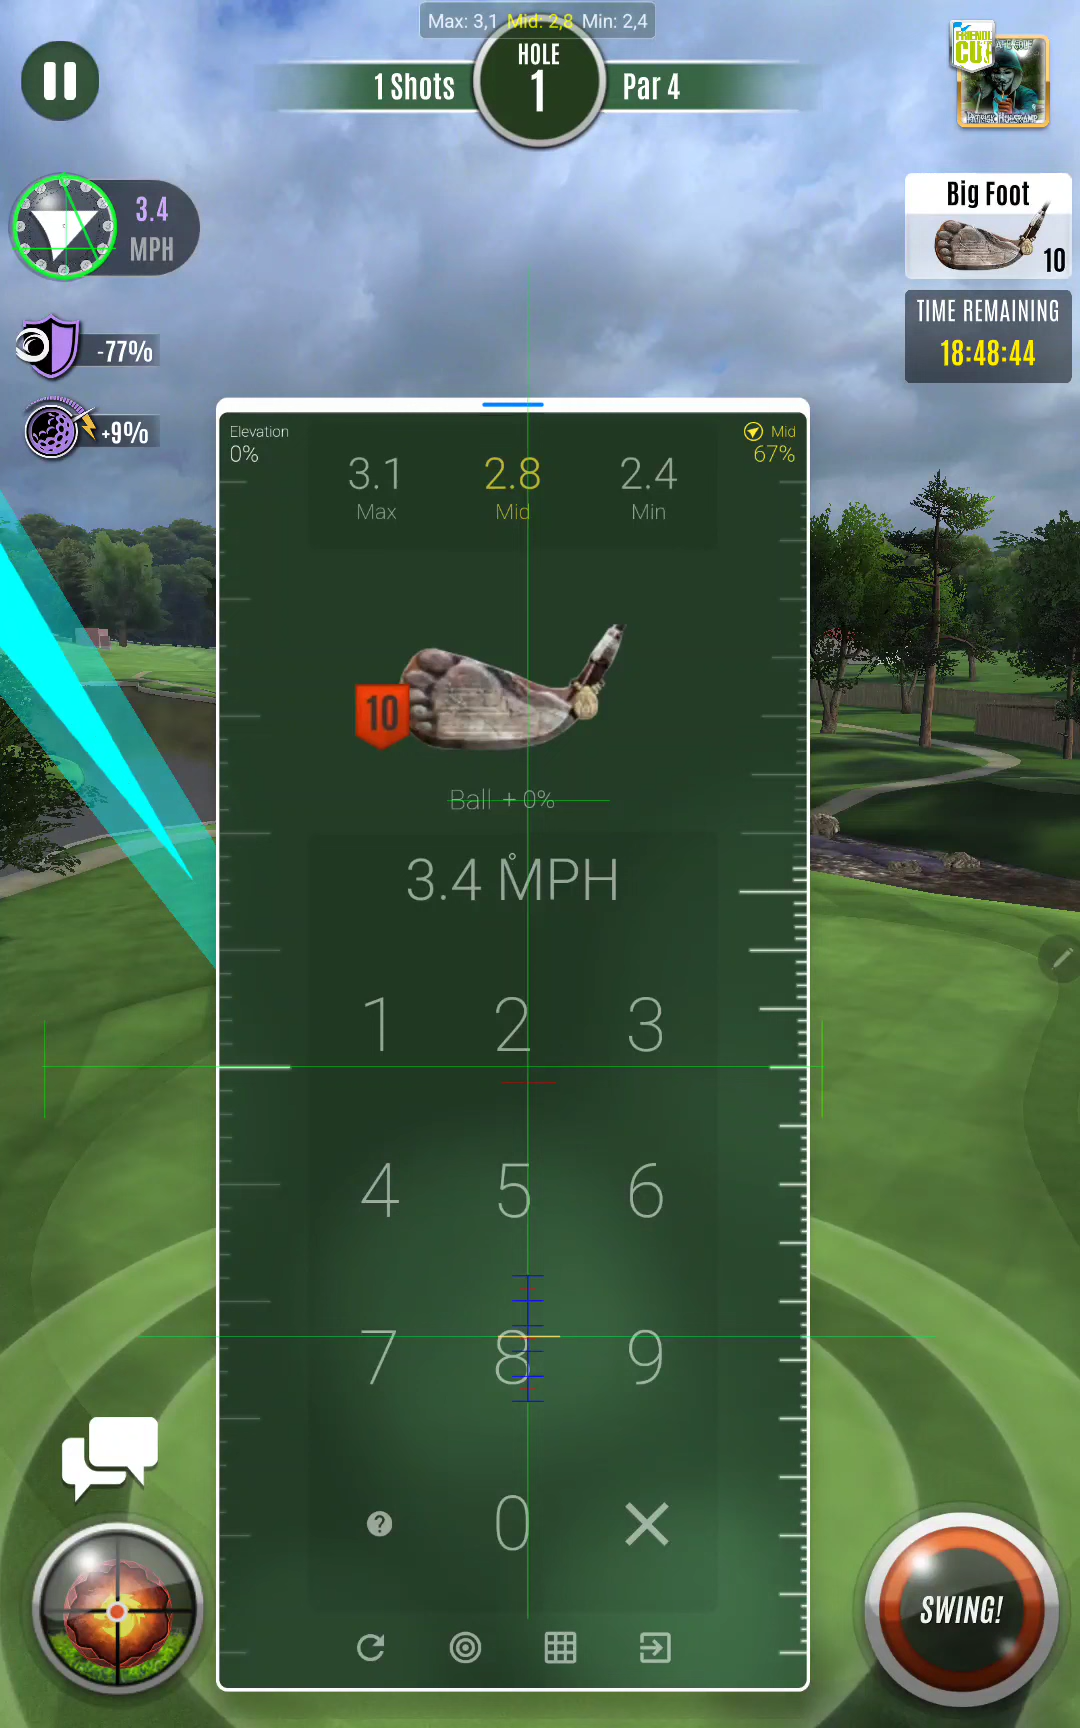 Max: 3,1 Mid: 2,8 Min: 2,4
HOLE
1
1 Shots
Par 4
FRIENDL
CU
3.4
MPH
Big Foot
10
-77%
TIME REMAINING
18:48:44
+9%
Elevation
0%
Mid
67%
3.1 2.8 2.4
Max Mid Min
10
Ball + 0%
3.4 MPH
1 2 3
4 5 6
7 8 9
? 0
SWING!